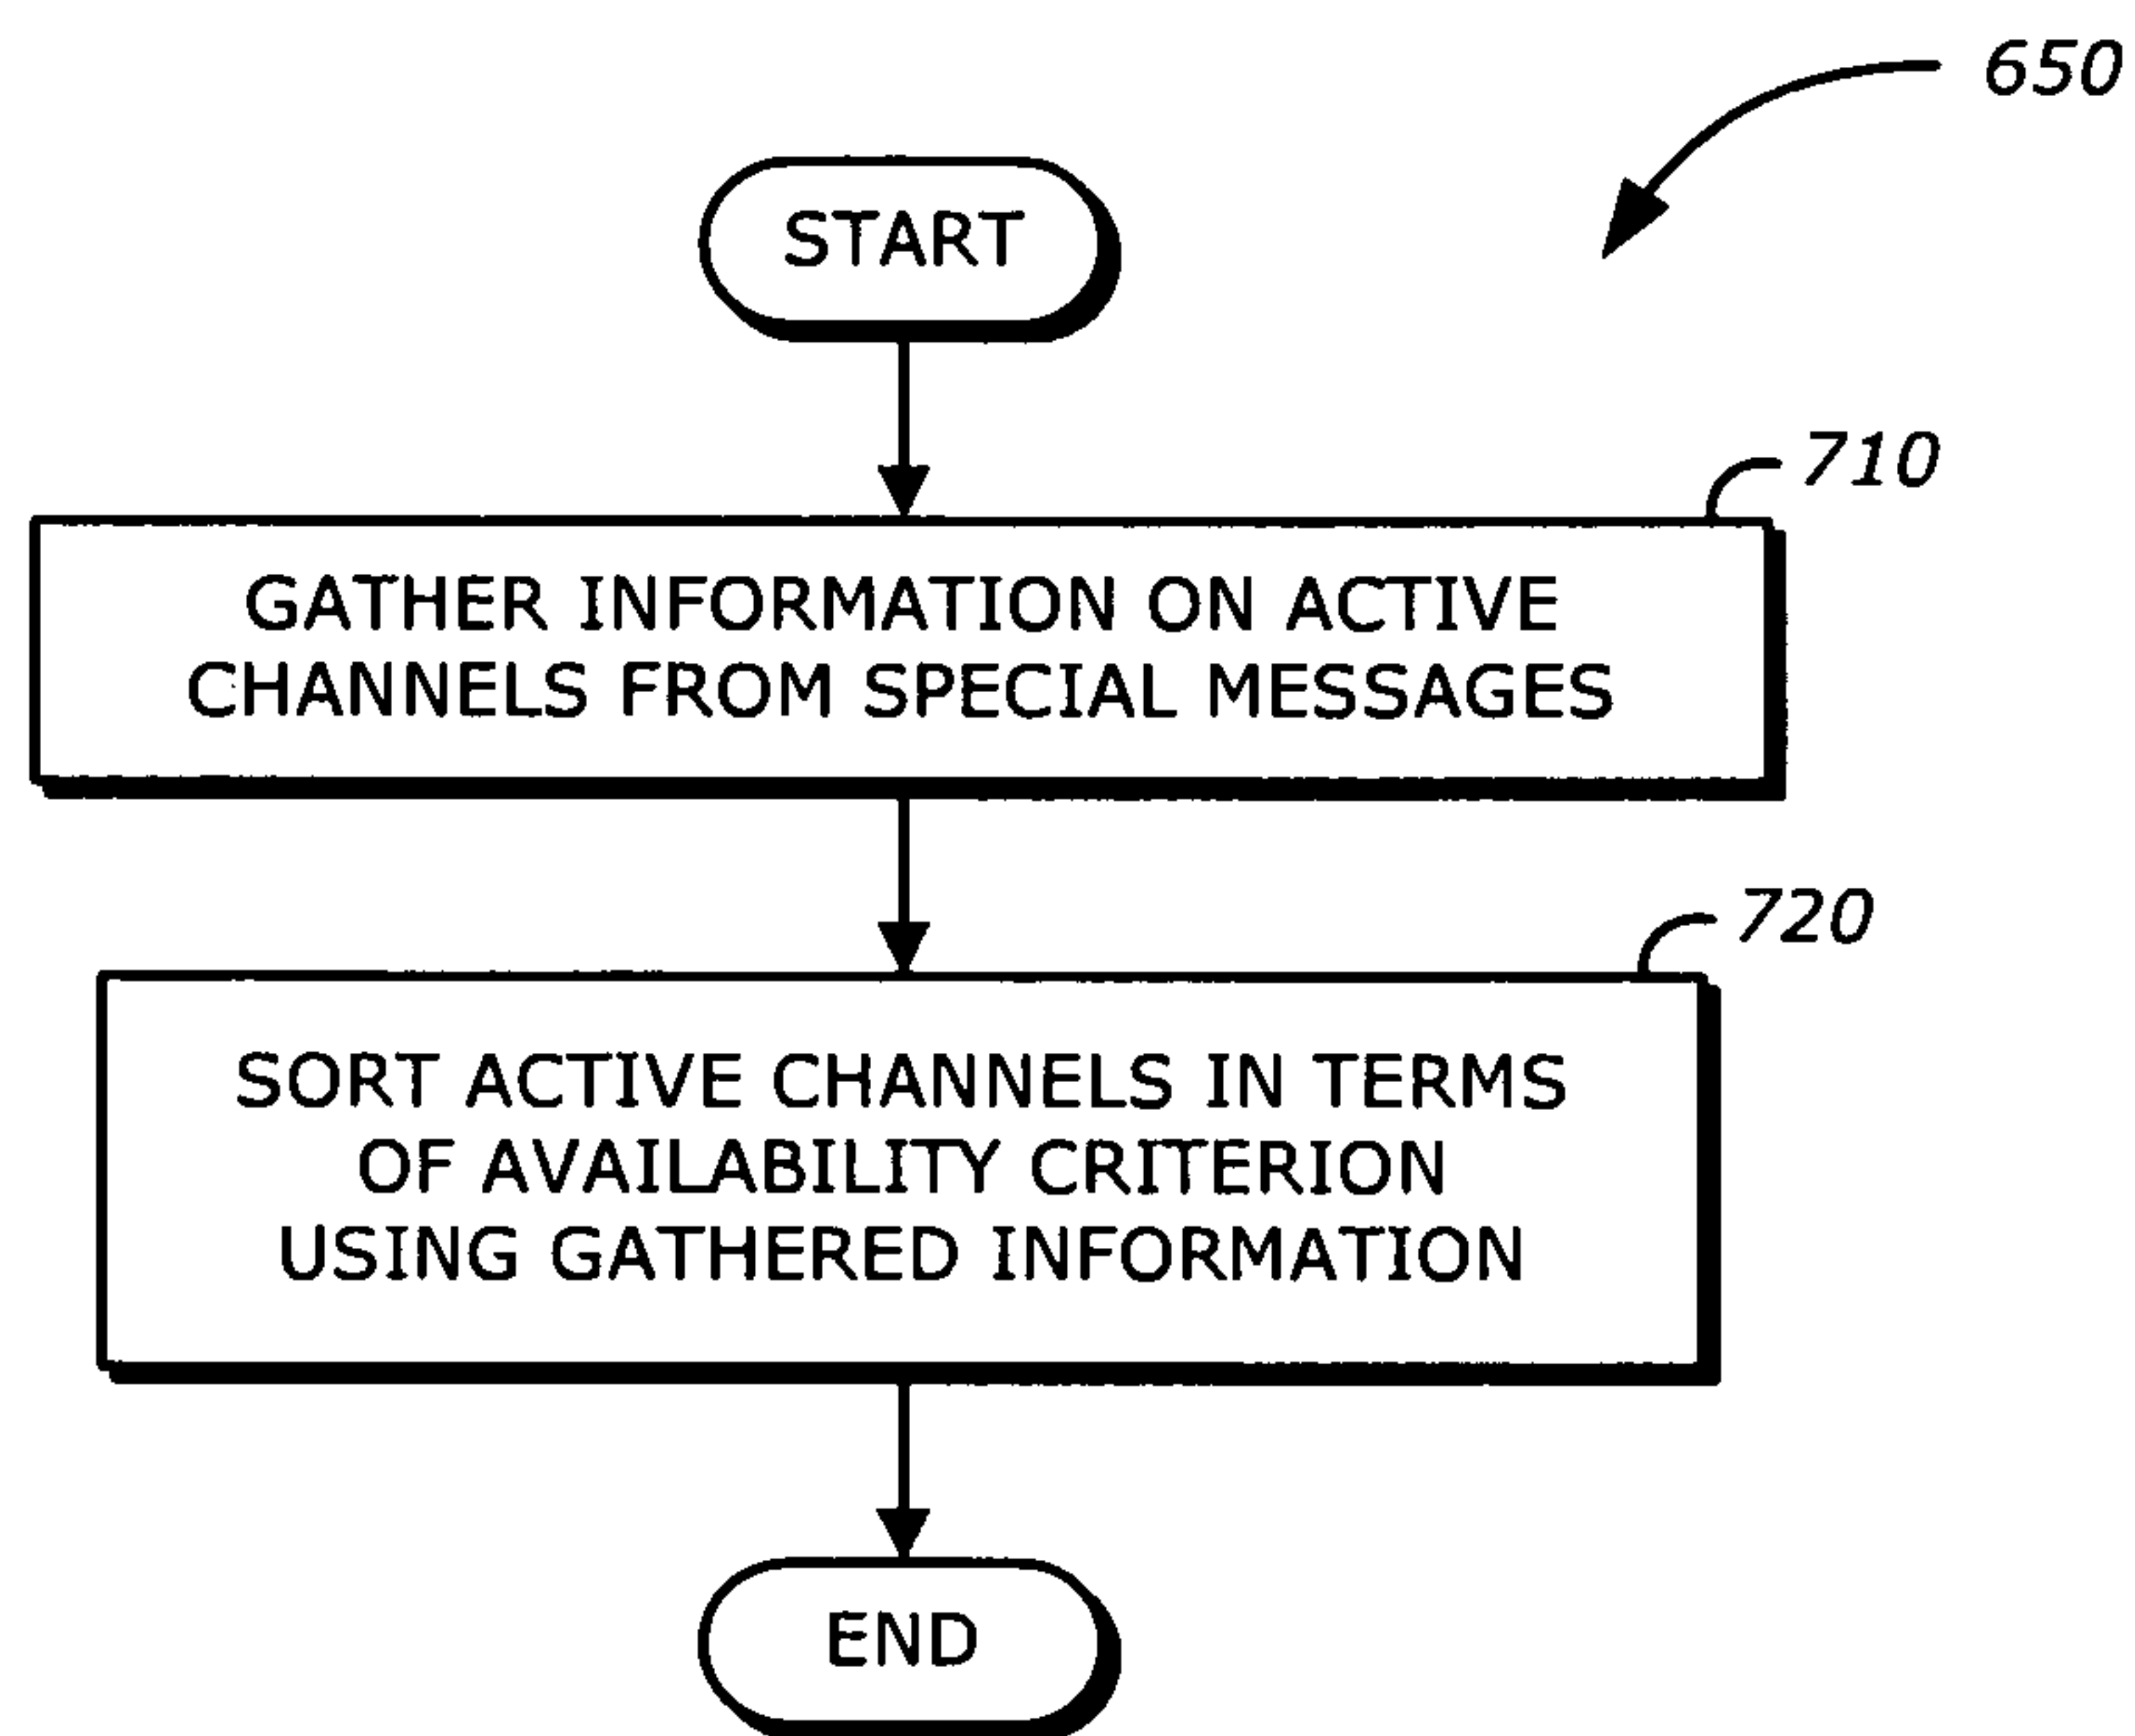 650
START
710
GATHER INFORMATION ON ACTIVE
CHANNELS FROM SPECIAL MESSAGES
720
SORT ACTIVE CHANNELS IN TERMS
OF AVAILABILITY CRITERION
USING GATHERED INFORMATION
END